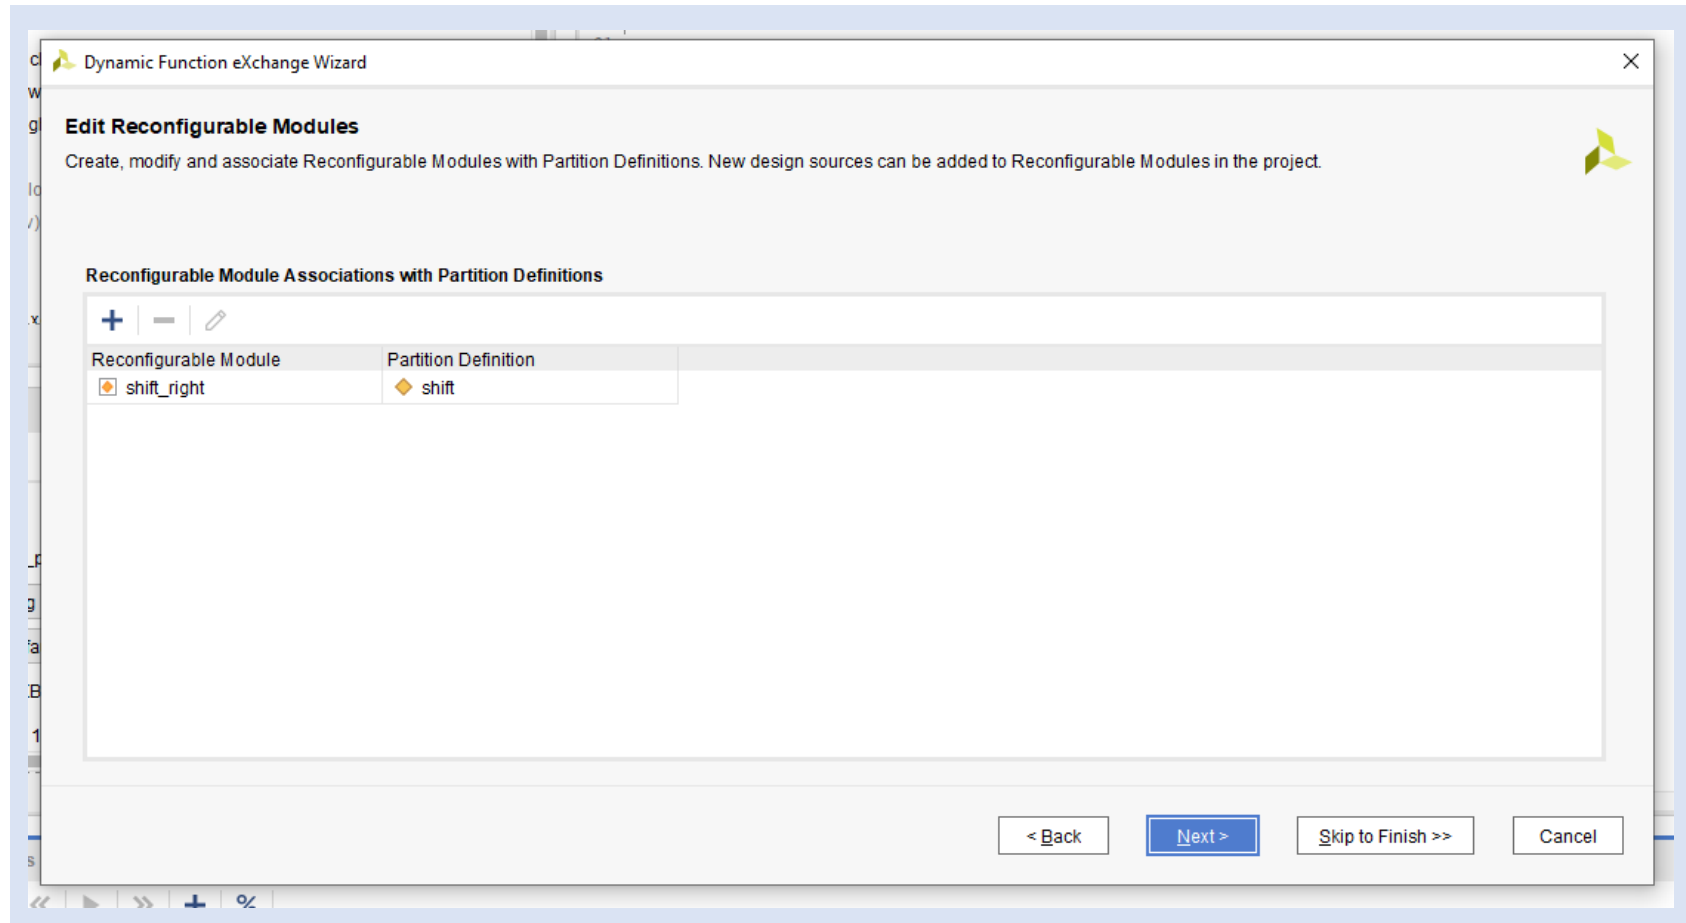 Dynamic Function eXchange Wizard
Edit Reconfigurable Modules
Create, modify and associate Reconfigurable Modules with Partition Definitions. New design sources can be added to Reconfigurable Modules in the project.
Reconfigurable Module Associations with Partition Definitions
Reconfigurable Module Partition Definition
shift_right shift
< Back Next > Skip to Finish >> Cancel